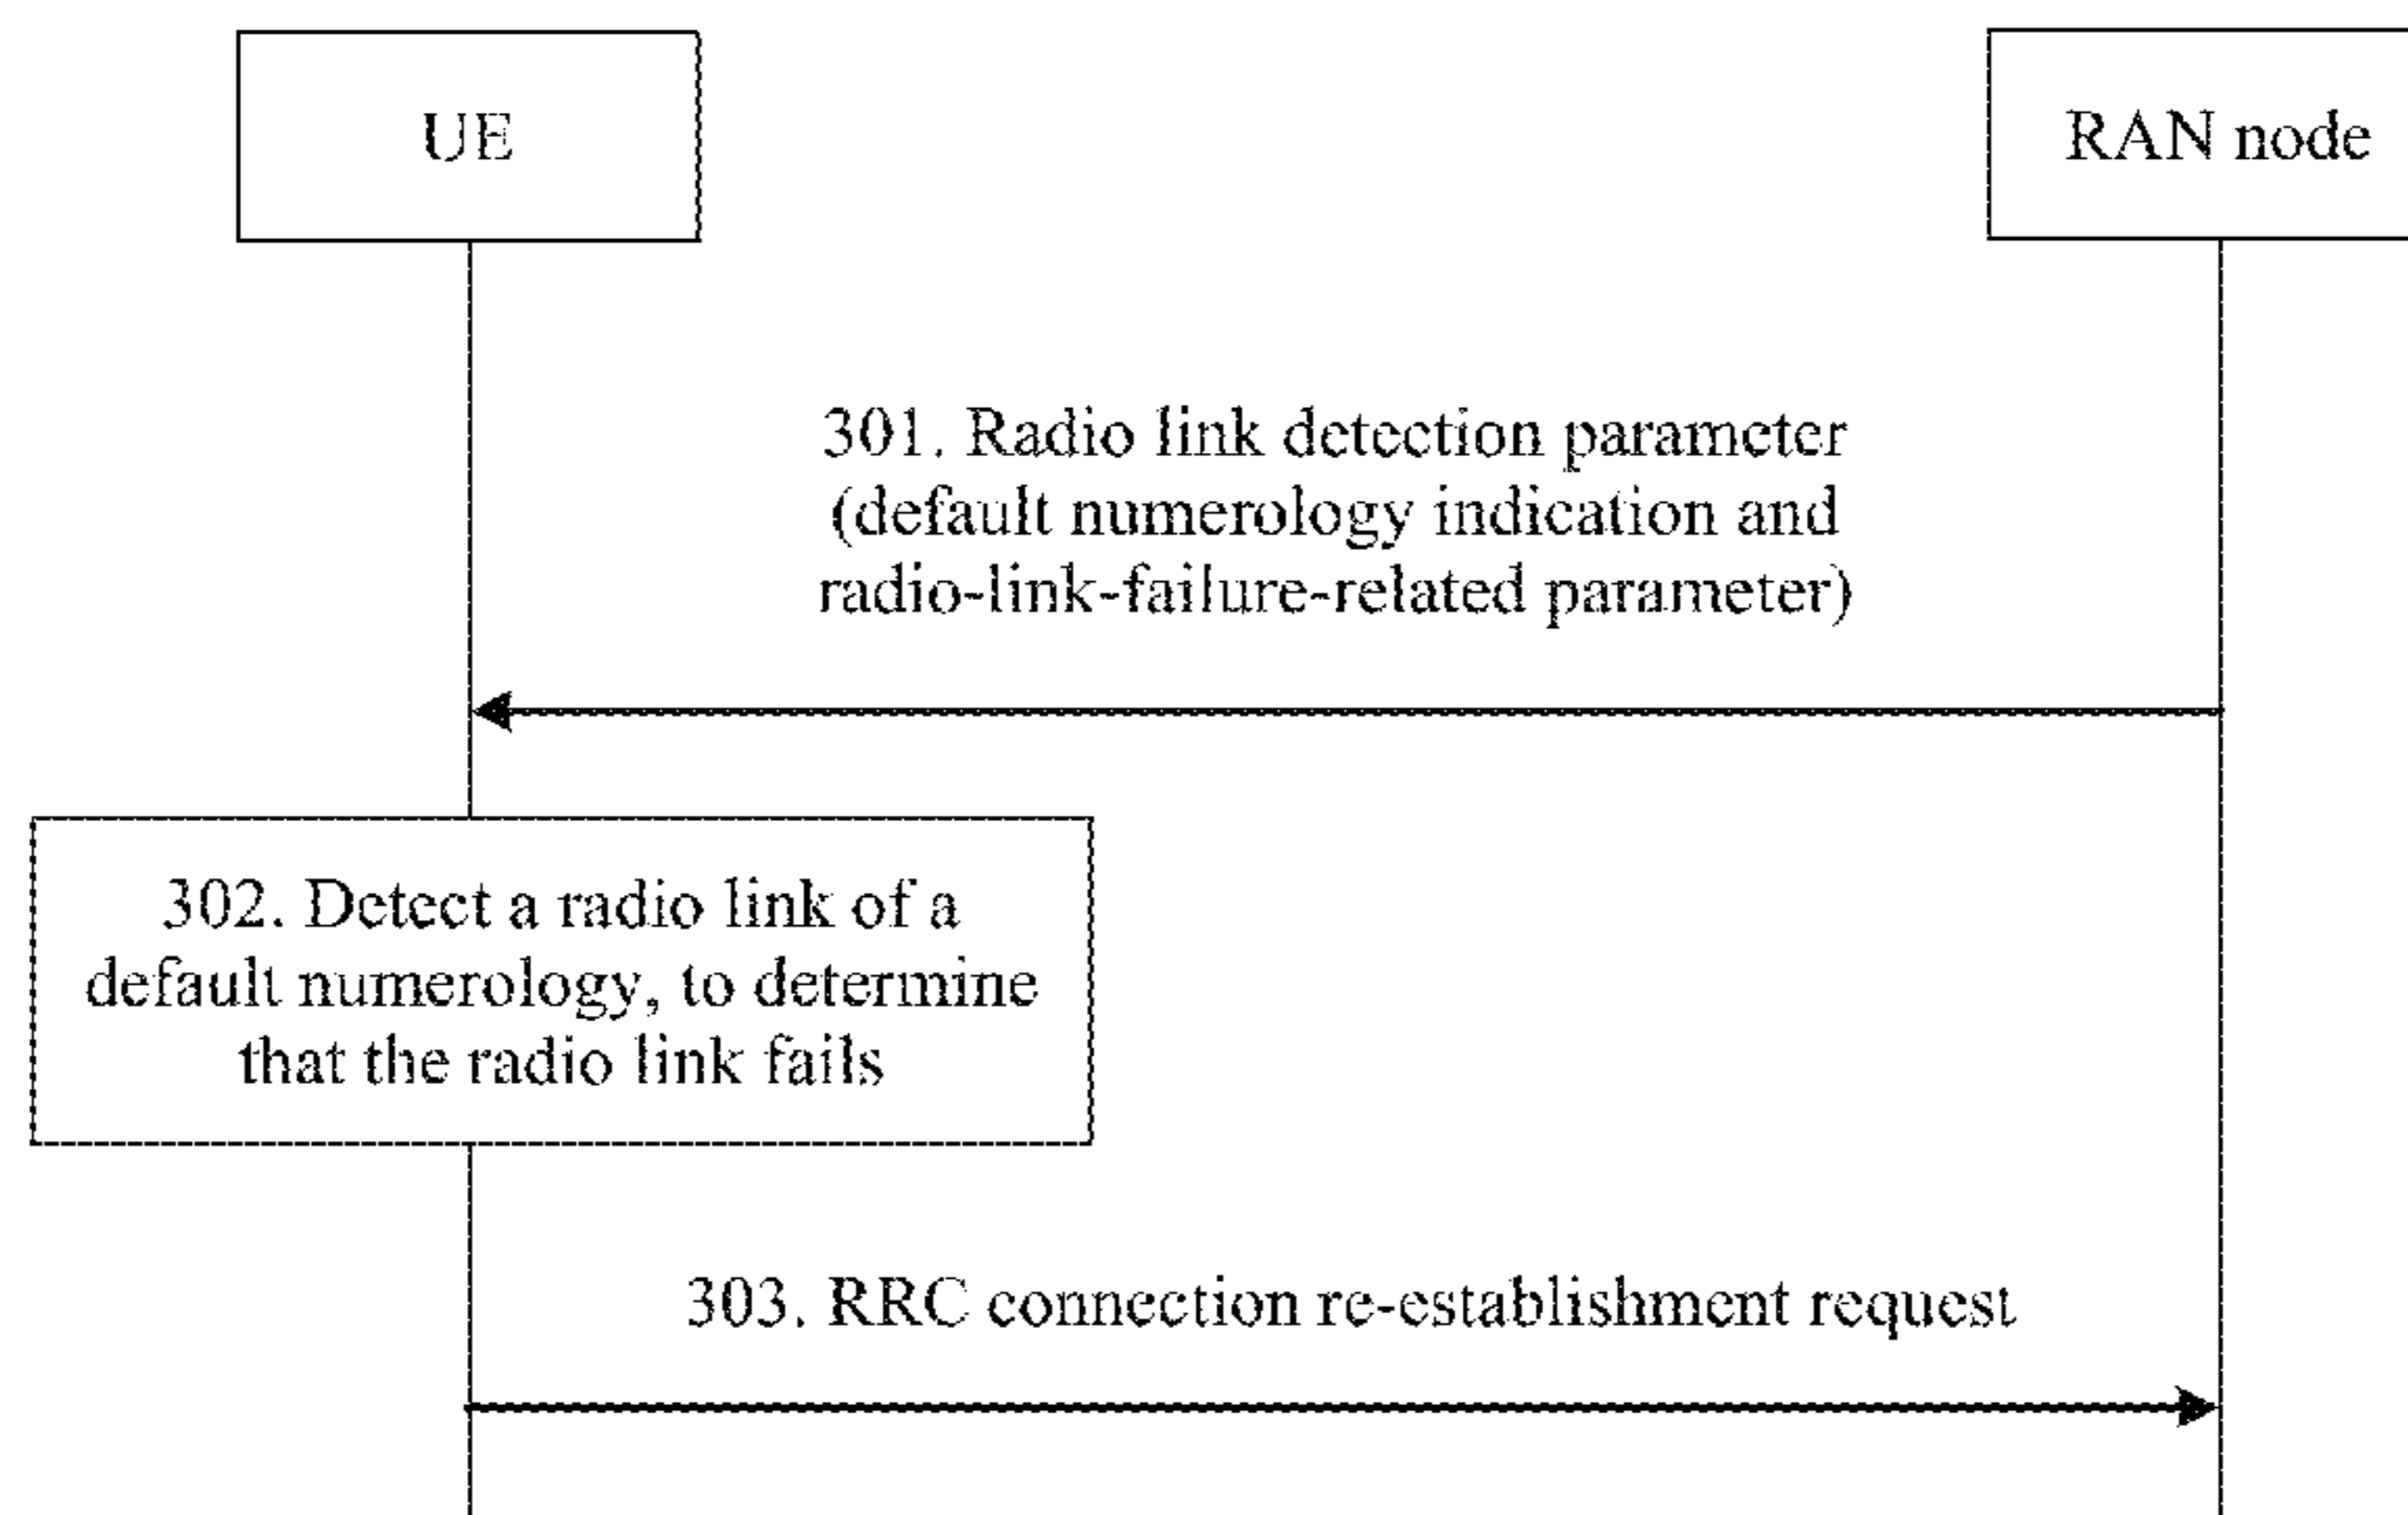 UE
RAN node
301. Radio link detection parameter
(default numerology indication and
radio-link-failure-related parameter)
302. Detect a radio link of a
default numerology, to determine
that the radio link fails
303. RRC connection re-establishment request